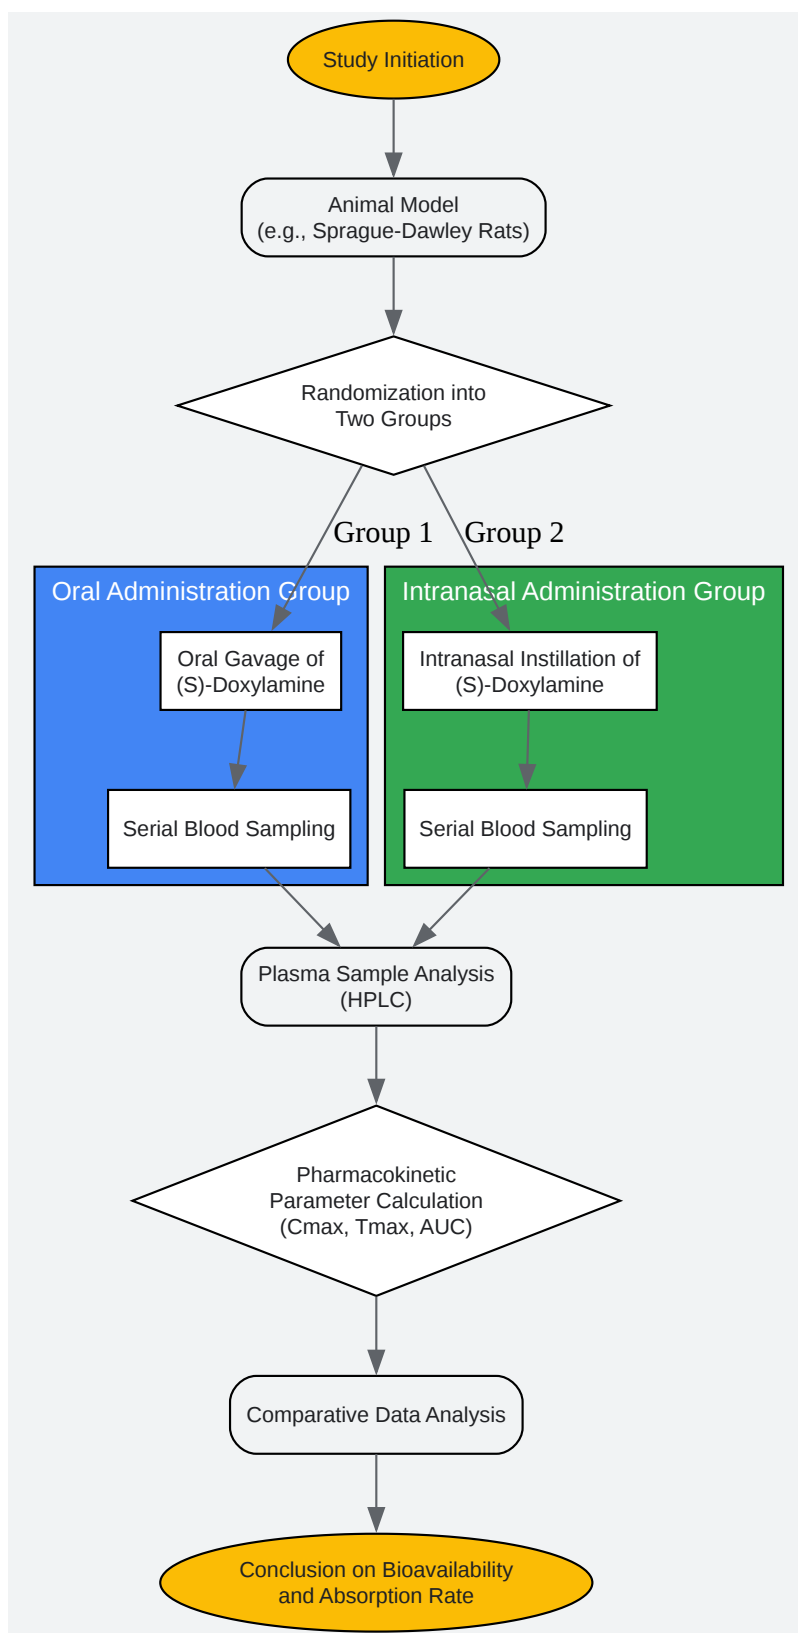 Study Initiation
Animal Model
(e.g., Sprague-Dawley Rats)
Randomization into
Two Groups
Group 1
Group 2
Oral Administration Group
Oral Gavage of
(S)-Doxylamine
Serial Blood Sampling
Intranasal Administration Group
Intranasal Instillation of
(S)-Doxylamine
Serial Blood Sampling
Plasma Sample Analysis
(HPLC)
Pharmacokinetic
Parameter Calculation
(Cmax, Tmax, AUC)
Comparative Data Analysis
Conclusion on Bioavailability
and Absorption Rate